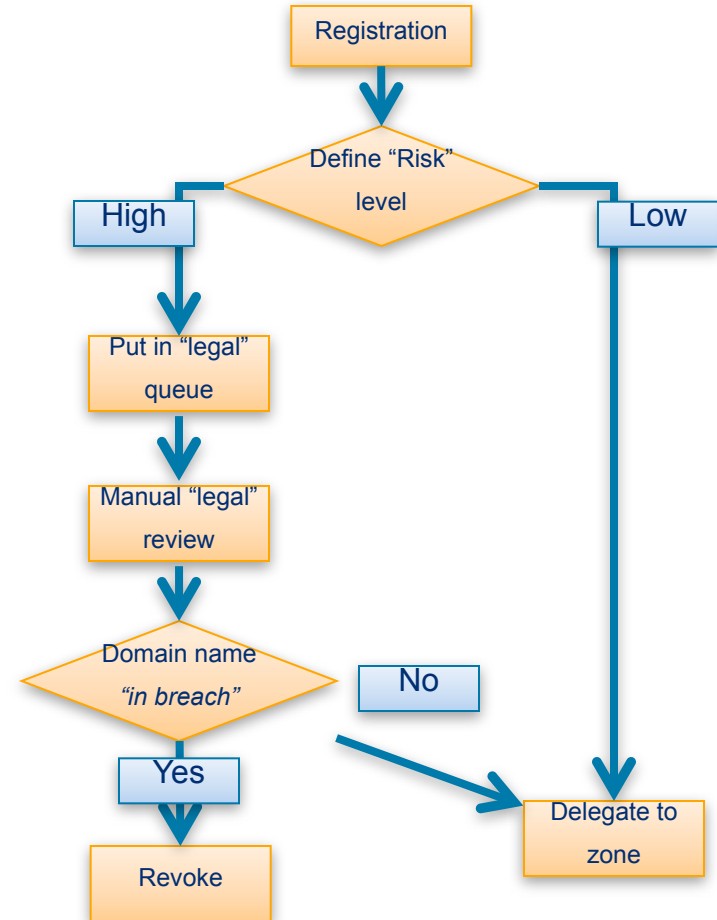 Registration
Define “Risk”
level
High
Low
Put in “legal”
queue
Manual “legal”
review
Domain name
“in breach”
No
Yes
Delegate to
zone
Revoke